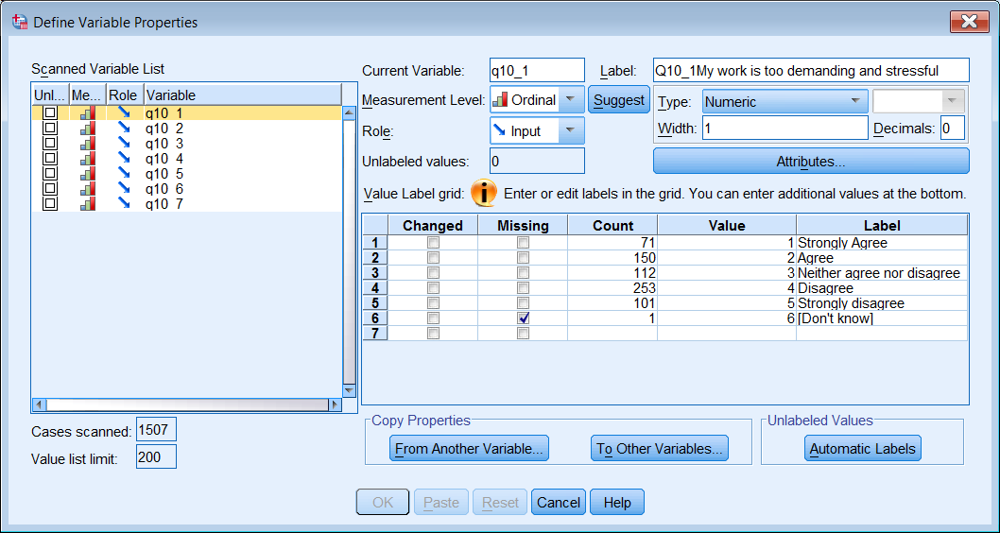 Define Variable Properties
Scanned Variable List
Unl... Me... Role Variable
q10_1
q10_2
q10_3
q10_4
q10_5
q10_6
q10_7
Cases scanned: 1507
Value list limit: 200
Current Variable: q10_1 Label: Q10_1My work is too demanding and stressful
Measurement Level: Ordinal Suggest Type: Numeric
Role: Input Width: 1 Decimals: 0
Unlabeled values: 0 Attributes...
Value Label grid: Enter or edit labels in the grid. You can enter additional values at the bottom.
Changed Missing Count Value Label
1 71 1 Strongly Agree
2 150 2 Agree
3 112 3 Neither agree nor disagree
4 253 4 Disagree
5 101 5 Strongly disagree
6 1 6 [Don't know]
7
Copy Properties Unlabeled Values
From Another Variable... To Other Variables... Automatic Labels
OK Paste Reset Cancel Help